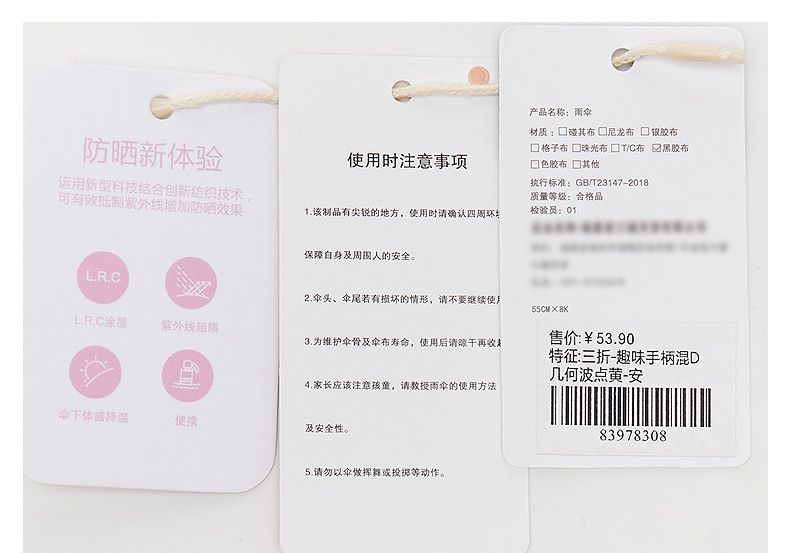 防晒新体验
运用新型科技结合创新纺织技术,
可有效抵制紫外线增加防晒效果
L.R.C
L.R.C涂层
紫外线阻隔
伞下体感降温
便携
使用时注意事项
1.该制品有尖锐的地方，使用时请确认四周环境
保障自身及周围人的安全。
2.伞头、伞尾若有损坏的情形，请不要继续使用
3.为维护伞骨及伞布寿命，使用后请晾干再收
4.家长应该注意孩童，请教授雨伞的使用方法
及安全性。
5.请勿以伞做挥舞或投掷等动作。
产品名称：雨伞
材质：□碰其布□尼龙布 □银胶布
□格子布□珠光布□T/C布 ☑黑胶布
□色胶布□其他
执行标准：GB/T23147-2018
质量等级：合格品
检验员：01
55CM×8K
售价:￥53.90
特征:三折-趣味手柄混D
几何波点黄-安
83978308